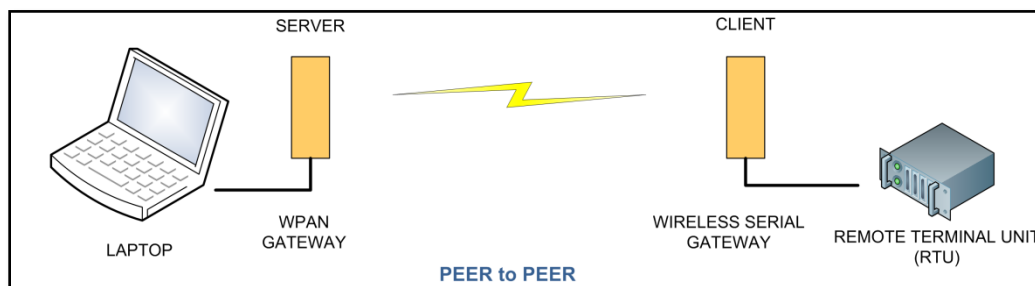 SERVER
CLIENT
LAPTOP
WPAN
GATEWAY
WIRELESS SERIAL
GATEWAY
REMOTE TERMINAL UNIT
(RTU)
PEER to PEER